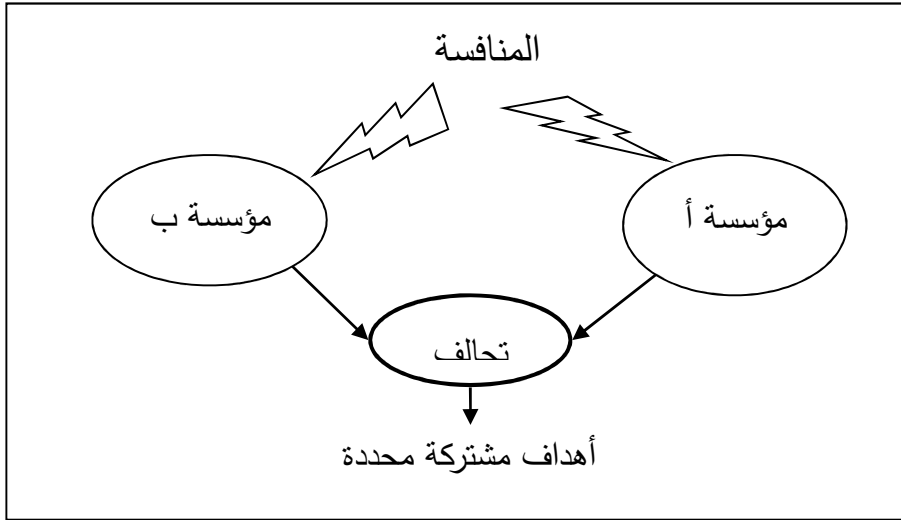 المنافسة
مؤسسة أ
مؤسسة ب
تحالف
أهداف مشتركة محددة